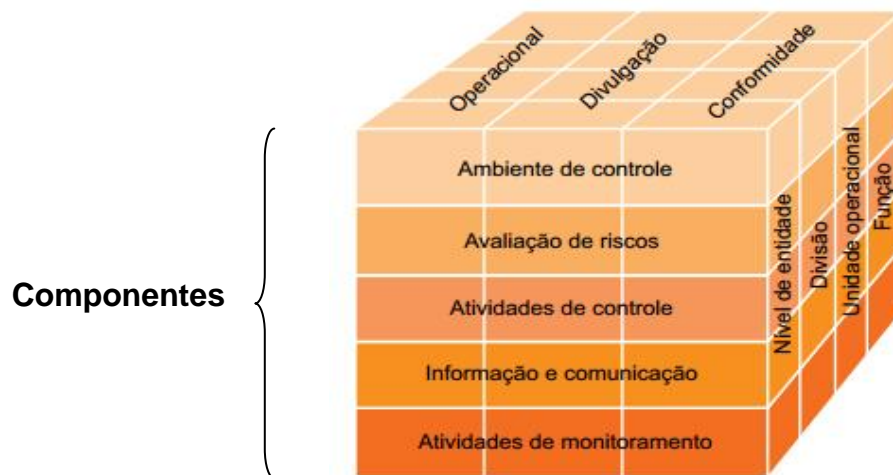 Operacional
Divulgação
Conformidade
Componentes
Ambiente de controle
Avaliação de riscos
Atividades de controle
Informação e comunicação
Atividades de monitoramento
Nível de entidade
Divisão
Unidade operacional
Função